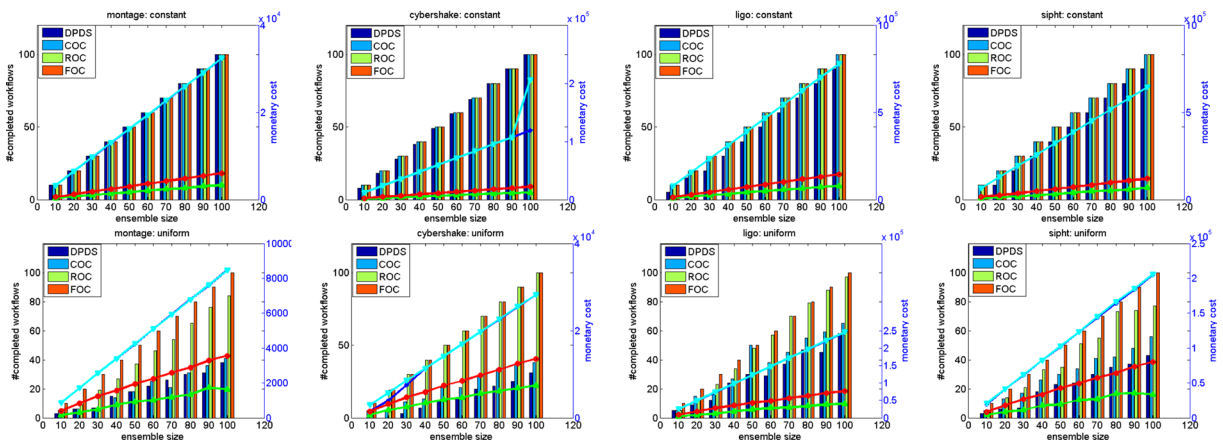 montage: constant
x 10^4
#completed workflows
100
50
0
DPDS
COC
ROC
FOC
4
2
0
monetary cost
0 10 20 30 40 50 60 70 80 90 100 120
ensemble size
cybershake: constant
x 10^5
#completed workflows
100
50
0
DPDS
COC
ROC
FOC
3
2
1
0
monetary cost
0 10 20 30 40 50 60 70 80 90 100 120
ensemble size
ligo: constant
x 10^5
#completed workflows
100
50
0
DPDS
COC
ROC
FOC
10
5
0
monetary cost
0 10 20 30 40 50 60 70 80 90 100 120
ensemble size
sipht: constant
x 10^5
#completed workflows
100
50
0
DPDS
COC
ROC
FOC
10
5
0
monetary cost
0 10 20 30 40 50 60 70 80 90 100 120
ensemble size
montage: uniform
#completed workflows
100
80
60
40
20
0
DPDS
COC
ROC
FOC
10000
8000
6000
4000
2000
0
monetary cost
0 10 20 30 40 50 60 70 80 90 100 120
ensemble size
cybershake: uniform
x 10^4
#completed workflows
100
80
60
40
20
0
DPDS
COC
ROC
FOC
4
2
0
monetary cost
0 10 20 30 40 50 60 70 80 90 100 120
ensemble size
ligo: uniform
x 10^5
#completed workflows
100
80
60
40
20
0
DPDS
COC
ROC
FOC
5
2.5
2
1.5
1
0.5
0
monetary cost
0 10 20 30 40 50 60 70 80 90 100 120
ensemble size
sipht: uniform
x 10^5
#completed workflows
100
80
60
40
20
0
DPDS
COC
ROC
FOC
2.5
2
1.5
1
0.5
0
monetary cost
0 10 20 30 40 50 60 70 80 90 100 120
ensemble size